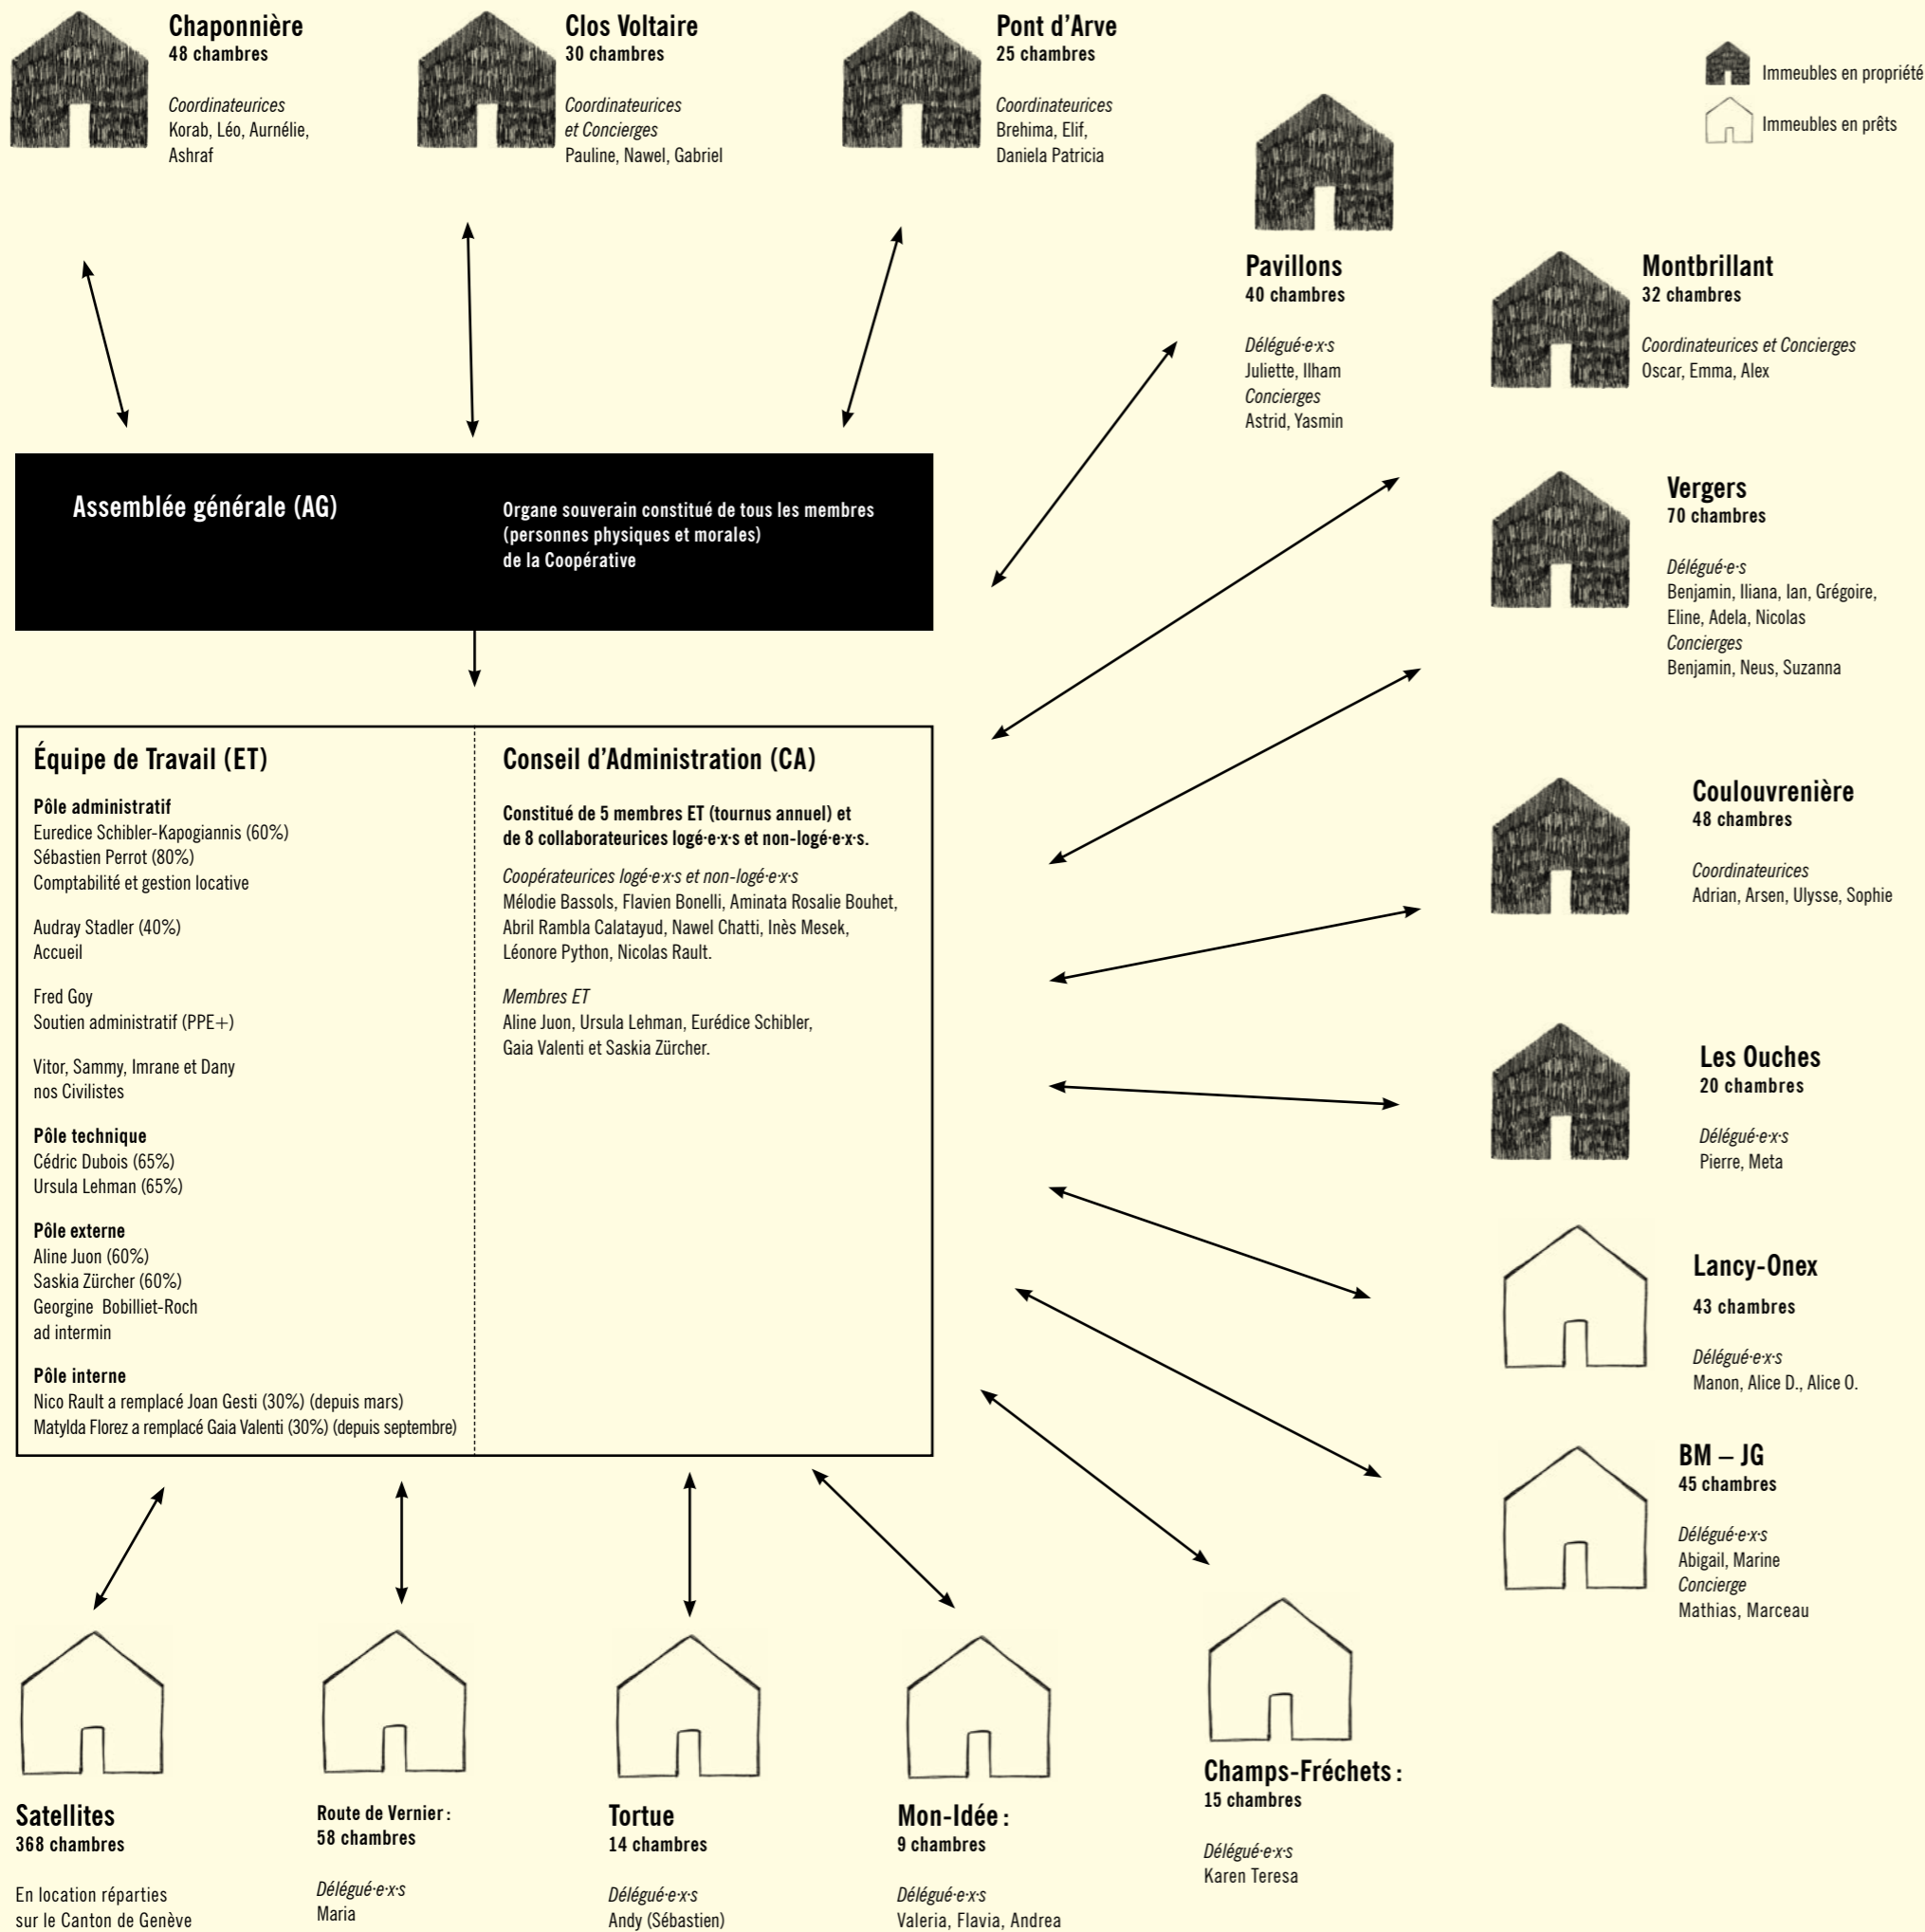 Chaponnière
48 chambres
Coordinateurices
Korab, Léo, Aurnélie,
Ashraf
Clos Voltaire
30 chambres
Coordinateurices
et Concierges
Pauline, Nawel, Gabriel
Pont d’Arve
25 chambres
Coordinateurices
Brehima, Elif,
Daniela Patricia
Immeubles en propriété
Immeubles en prêts
Pavillons
40 chambres
Délégué·e·x·s
Juliette, Ilham
Concierges
Astrid, Yasmin
Montbrillant
32 chambres
Coordinateurices et Concierges
Oscar, Emma, Alex
Assemblée générale (AG)
Organe souverain constitué de tous les membres
(personnes physiques et morales)
de la Coopérative
Vergers
70 chambres
Délégué·e·s
Benjamin, Iliana, Ian, Grégoire,
Eline, Adela, Nicolas
Concierges
Benjamin, Neus, Suzanna
Équipe de Travail (ET)
Pôle administratif
Euredice Schibler-Kapogiannis (60%)
Sébastien Perrot (80%)
Comptabilité et gestion locative
Audray Stadler (40%)
Accueil
Fred Goy
Soutien administratif (PPE+)
Vitor, Sammy, Imrane et Dany
nos Civilistes
Pôle technique
Cédric Dubois (65%)
Ursula Lehman (65%)
Pôle externe
Aline Juon (60%)
Saskia Zürcher (60%)
Georgine Bobilliet-Roch
ad intermin
Pôle interne
Nico Rault a remplacé Joan Gesti (30%) (depuis mars)
Matylda Florez a remplacé Gaia Valenti (30%) (depuis septembre)
Conseil d’Administration (CA)
Constitué de 5 membres ET (tournus annuel) et
de 8 collaborateurices logé·e·x·s et non-logé·e·x·s.
Coopérateurices logé·e·x·s et non-logé·e·x·s
Mélodie Bassols, Flavien Bonelli, Aminata Rosalie Bouhet,
Abril Rambla Calatayud, Nawel Chatti, Inès Mesek,
Léonore Python, Nicolas Rault.
Membres ET
Aline Juon, Ursula Lehman, Eurédice Schibler,
Gaia Valenti et Saskia Zürcher.
Coulouvrenière
48 chambres
Coordinateurices
Adrian, Arsen, Ulysse, Sophie
Les Ouches
20 chambres
Délégué·e·x·s
Pierre, Meta
Lancy-Onex
43 chambres
Délégué·e·x·s
Manon, Alice D., Alice O.
BM – JG
45 chambres
Délégué·e·x·s
Abigail, Marine
Concierge
Mathias, Marceau
Satellites
368 chambres
En location réparties
sur le Canton de Genève
Route de Vernier :
58 chambres
Délégué·e·x·s
Maria
Tortue
14 chambres
Délégué·e·x·s
Andy (Sébastien)
Mon-Idée :
9 chambres
Délégué·e·x·s
Valeria, Flavia, Andrea
Champs-Fréchets :
15 chambres
Délégué·e·x·s
Karen Teresa